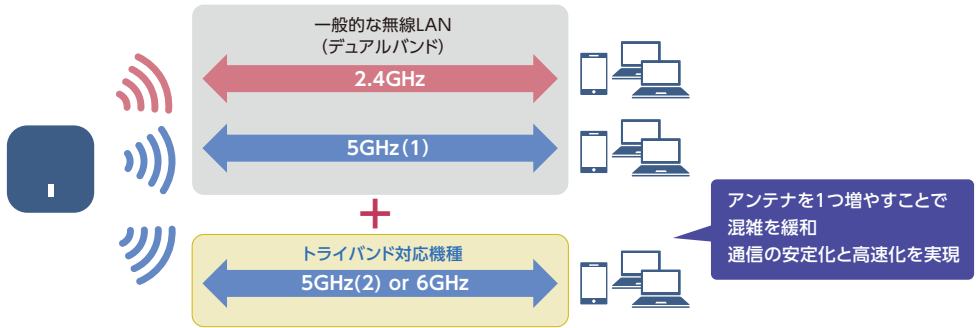 一般的な無線LAN
(デュアルバンド)
2.4GHz
5GHz(1)
+
トライバンド対応機種
5GHz(2) or 6GHz
アンテナを1つ増やすことで
混雑を緩和
通信の安定化と高速化を実現